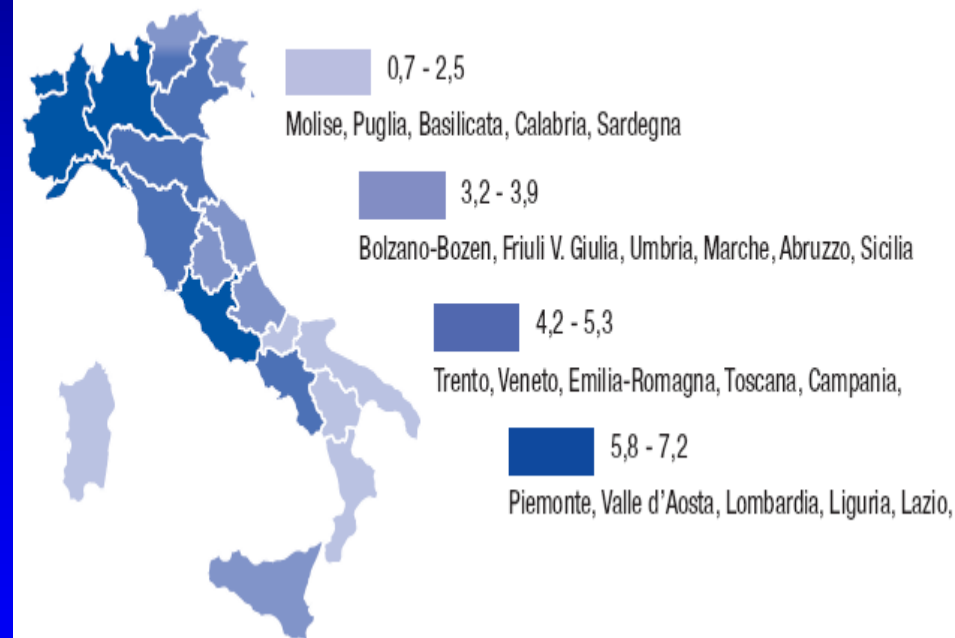 0,7 - 2,5
Molise, Puglia, Basilicata, Calabria, Sardegna
3,2 - 3,9
Bolzano-Bozen, Friuli V. Giulia, Umbria, Marche, Abruzzo, Sicilia
4,2 - 5,3
Trento, Veneto, Emilia-Romagna, Toscana, Campania,
5,8 - 7,2
Piemonte, Valle d'Aosta, Lombardia, Liguria, Lazio,